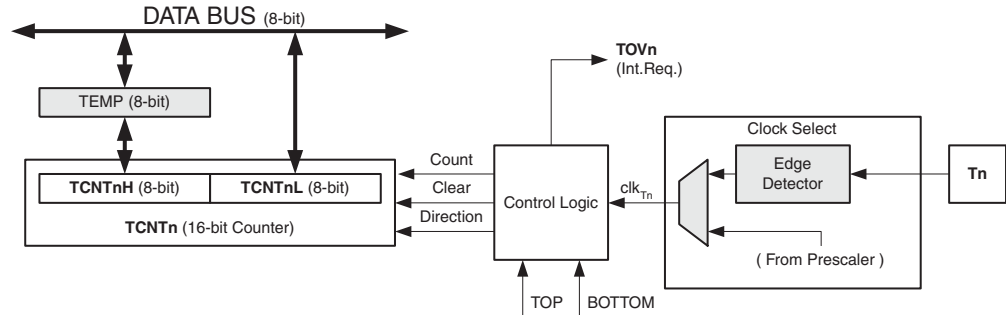 DATA BUS (8-bit)
TOVn
(Int.Req.)
TEMP (8-bit)
Clock Select
Count
Edge
Detector
Tn
TCNTnH (8-bit) TCNTnL (8-bit)
Clear
Control Logic
clkTn
TCNTn (16-bit Counter)
Direction
( From Prescaler )
TOP
BOTTOM